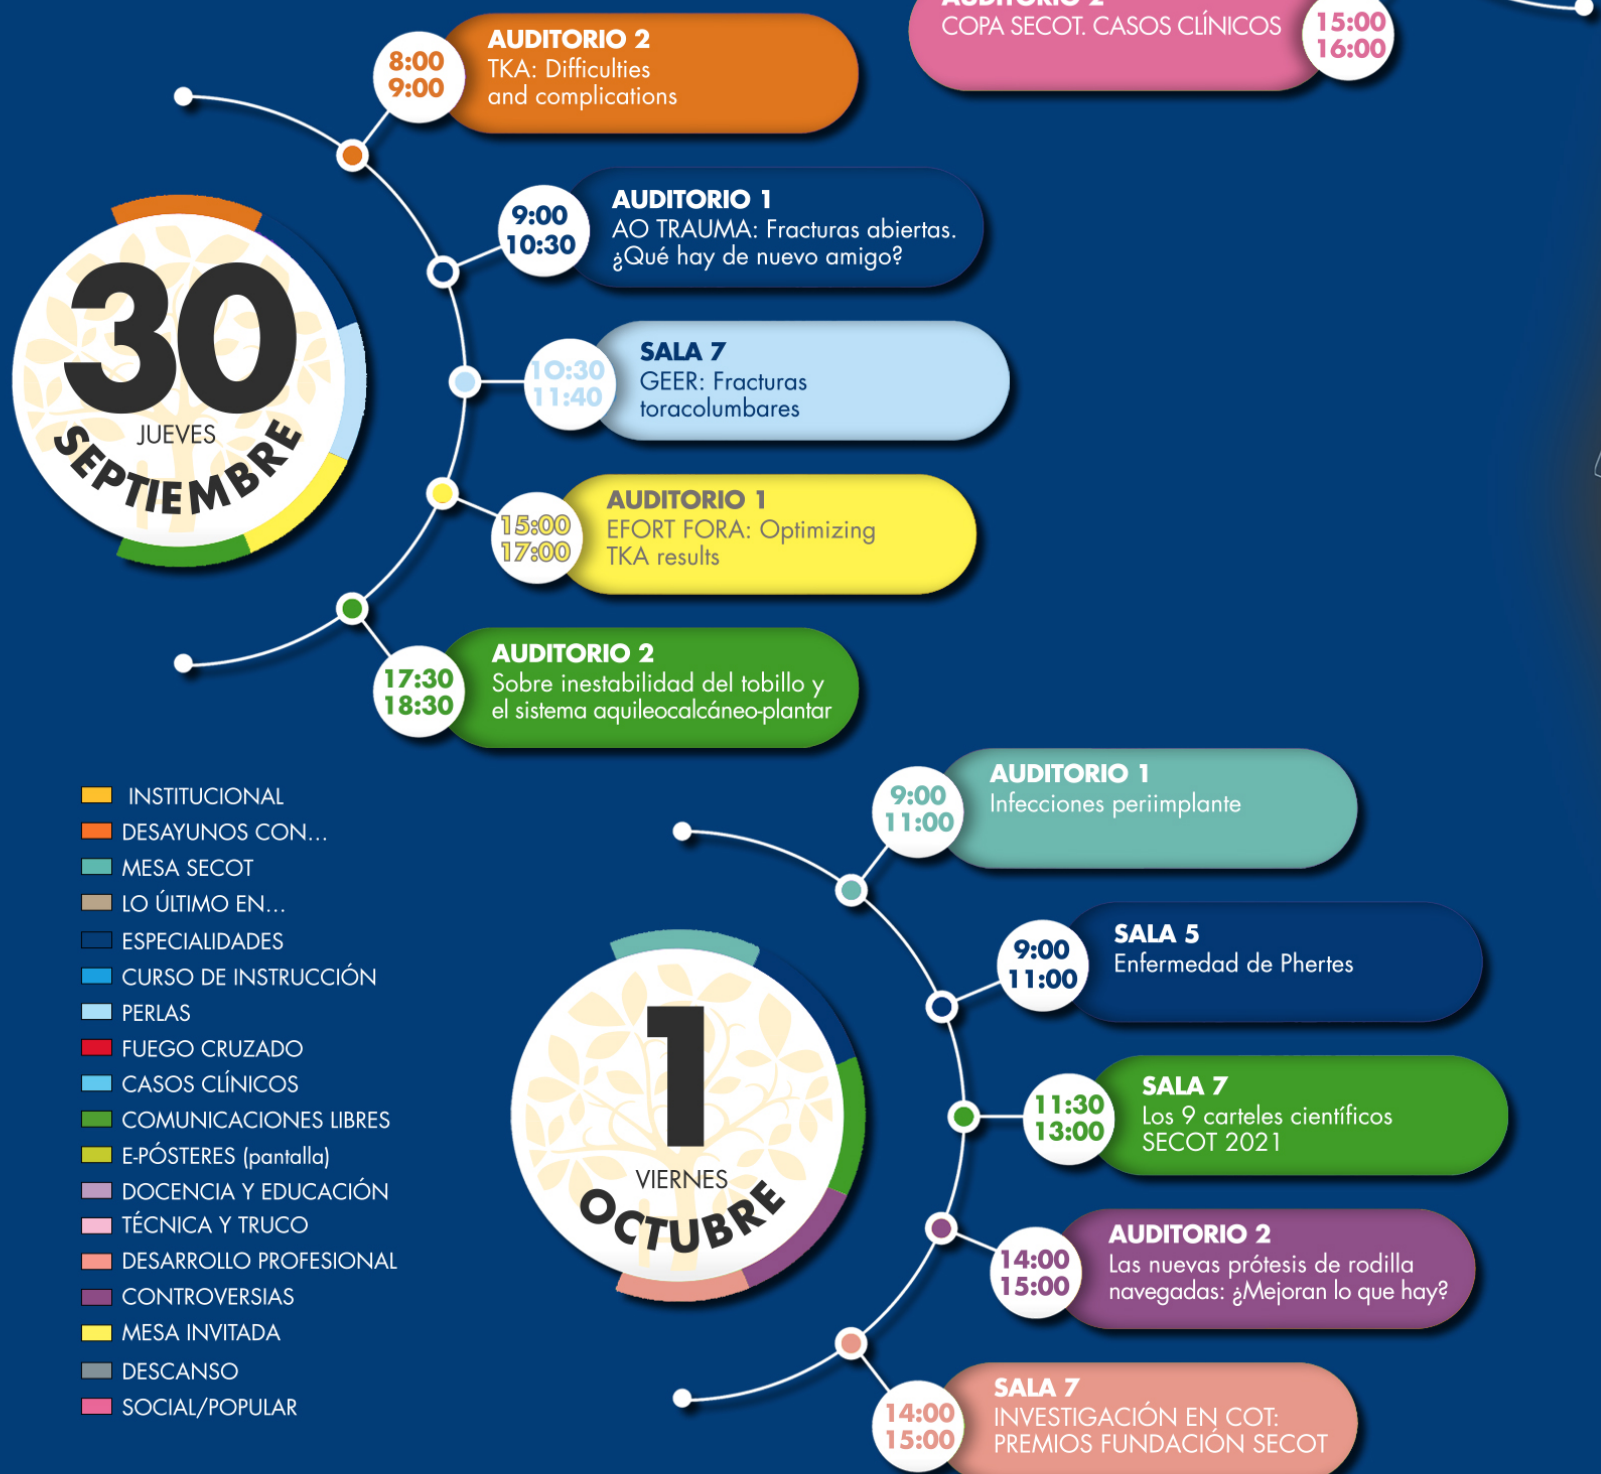 AUDITORIO 2
COPA SECOT. CASOS CLÍNICOS
15:00
16:00
30
JUEVES
SEPTIEMBRE
8:00
9:00
AUDITORIO 2
TKA: Difficulties
and complications
9:00
10:30
AUDITORIO 1
AO TRAUMA: Fracturas abiertas.
¿Qué hay de nuevo amigo?
10:30
11:40
SALA 7
GEER: Fracturas
toracolumbares
15:00
17:00
AUDITORIO 1
EFORT FORA: Optimizing
TKA results
17:30
18:30
AUDITORIO 2
Sobre inestabilidad del tobillo y
el sistema aquileocalcáneo-plantar
INSTITUCIONAL
DESAYUNOS CON...
MESA SECOT
LO ÚLTIMO EN...
ESPECIALIDADES
CURSO DE INSTRUCCIÓN
PERLAS
FUEGO CRUZADO
CASOS CLÍNICOS
COMUNICACIONES LIBRES
E-PÓSTERES (pantalla)
DOCENCIA Y EDUCACIÓN
TÉCNICA Y TRUCO
DESARROLLO PROFESIONAL
CONTROVERSIAS
MESA INVITADA
DESCANSO
SOCIAL/POPULAR
1
VIERNES
OCTUBRE
9:00
11:00
AUDITORIO 1
Infecciones periimplante
9:00
11:00
SALA 5
Enfermedad de Phertes
11:30
13:00
SALA 7
Los 9 carteles científicos
SECOT 2021
14:00
15:00
AUDITORIO 2
Las nuevas prótesis de rodilla
navegadas: ¿Mejoran lo que hay?
14:00
15:00
SALA 7
INVESTIGACIÓN EN COT:
PREMIOS FUNDACIÓN SECOT